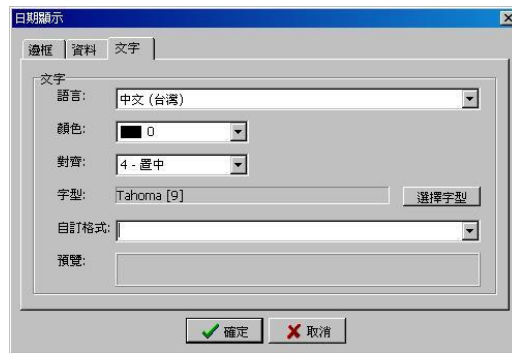 日期顯示
邊框 資料 文字
文字
語言: 中文 (台灣)
顏色: 0
對齊: 4 - 置中
字型: Tahoma [9] 選擇字型
自訂格式:
預覽:
確定 取消